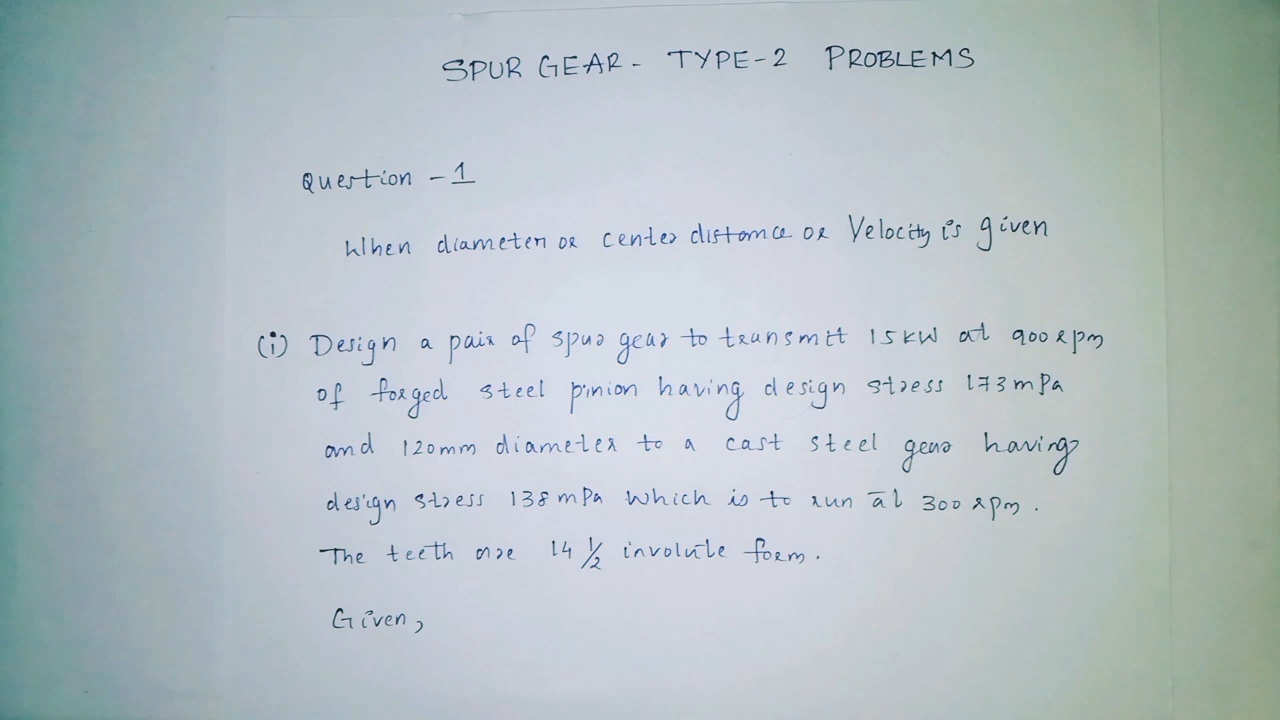 SPUR GEAR - TYPE-2 PROBLEMS
Question - 1
When diameter or center distance or Velocity is given
(i) Design a pair of spur gear to transmit 15kW at 900 rpm
of forged steel pinion having design stress 173 mPa
and 120mm diameter to a cast steel gear having
design stress 138 mPa which is to run at 300 rpm.
The teeth are 14 1/2 involute form.
Given,